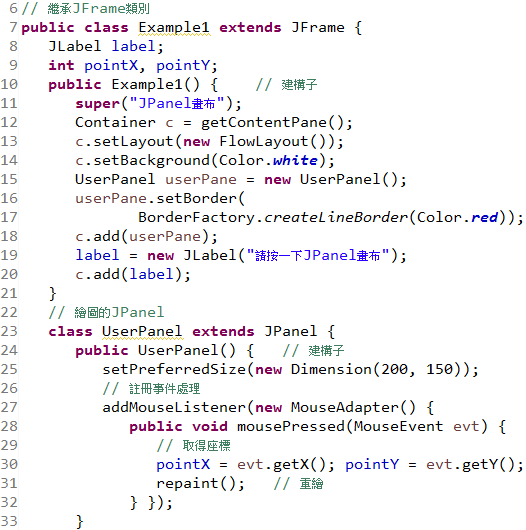 6 // 繼承JFrame類別
7 public class Example1 extends JFrame {
8    JLabel label;
9    int pointX, pointY;
10    public Example1() {    // 建構子
11       super("JPanel畫布");
12       Container c = getContentPane();
13       c.setLayout(new FlowLayout());
14       c.setBackground(Color.white);
15       UserPanel userPane = new UserPanel();
16       userPane.setBorder(
17              BorderFactory.createLineBorder(Color.red));
18       c.add(userPane);
19       label = new JLabel("請按一下JPanel畫布");
20       c.add(label);
21    }
22    // 繪圖的JPanel
23    class UserPanel extends JPanel {
24       public UserPanel() {   // 建構子
25          setPreferredSize(new Dimension(200, 150));
26          // 註冊事件處理
27          addMouseListener(new MouseAdapter() {
28             public void mousePressed(MouseEvent evt) {
29                // 取得座標
30                pointX = evt.getX(); pointY = evt.getY();
31                repaint();   // 重繪
32             } });
33       }